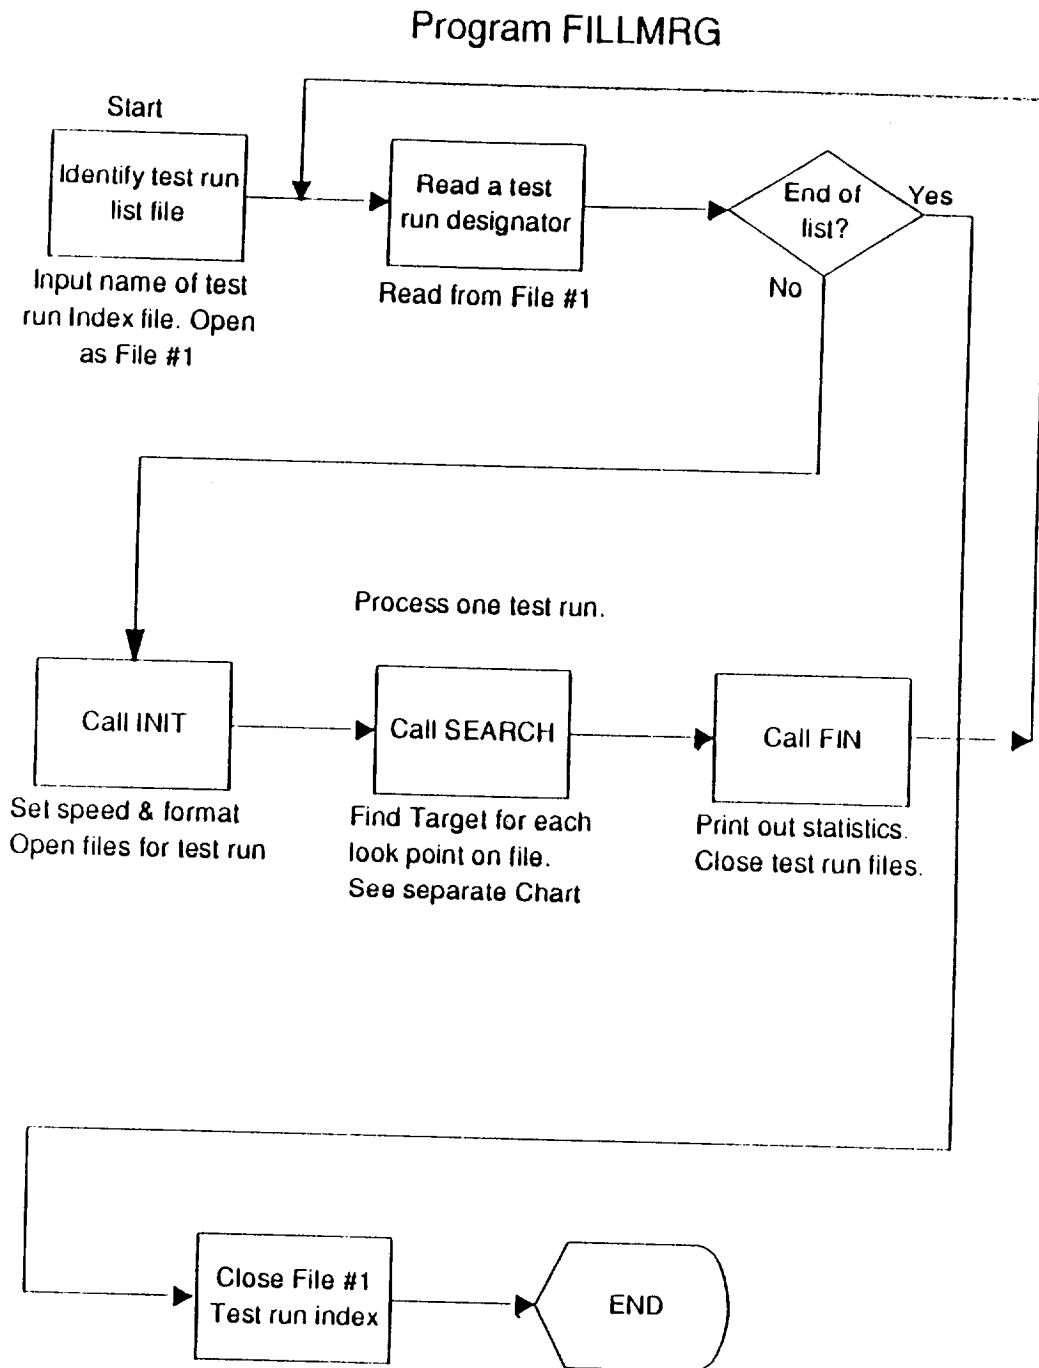 Program FILLMRG
Start
Identify test run
list file
Input name of test
run Index file. Open
as File #1
Read a test
run designator
Read from File #1
End of
list?
Yes
No
Process one test run.
Call INIT
Set speed & format
Open files for test run
Call SEARCH
Find Target for each
look point on file.
See separate Chart
Call FIN
Print out statistics.
Close test run files.
Close File #1
Test run index
END